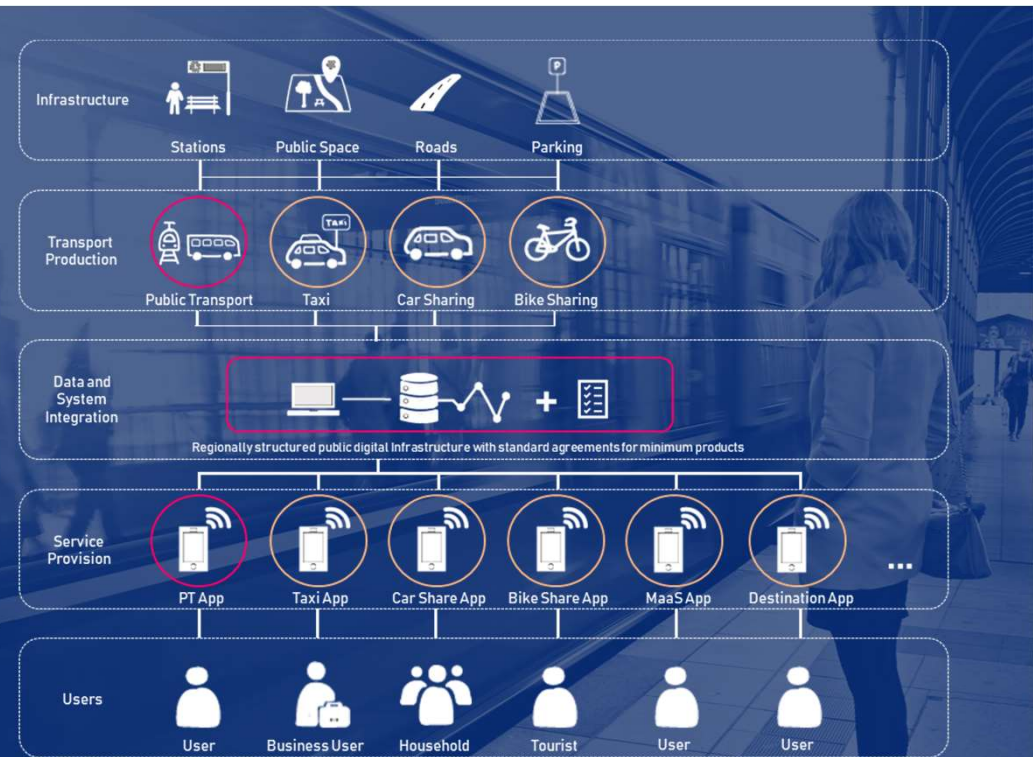 Infrastructure
Stations
Public Space
Roads
P
Parking
Transport
Production
Public Transport
Taxi
Taxi
Car Sharing
Bike Sharing
Data and
System
Integration
+
Regionally structured public digital Infrastructure with standard agreements for minimum products
Service
Provision
PT App
Taxi App
Car Share App
Bike Share App
MaaS App
Destination App
...
Users
User
Business User
Household
Tourist
User
User